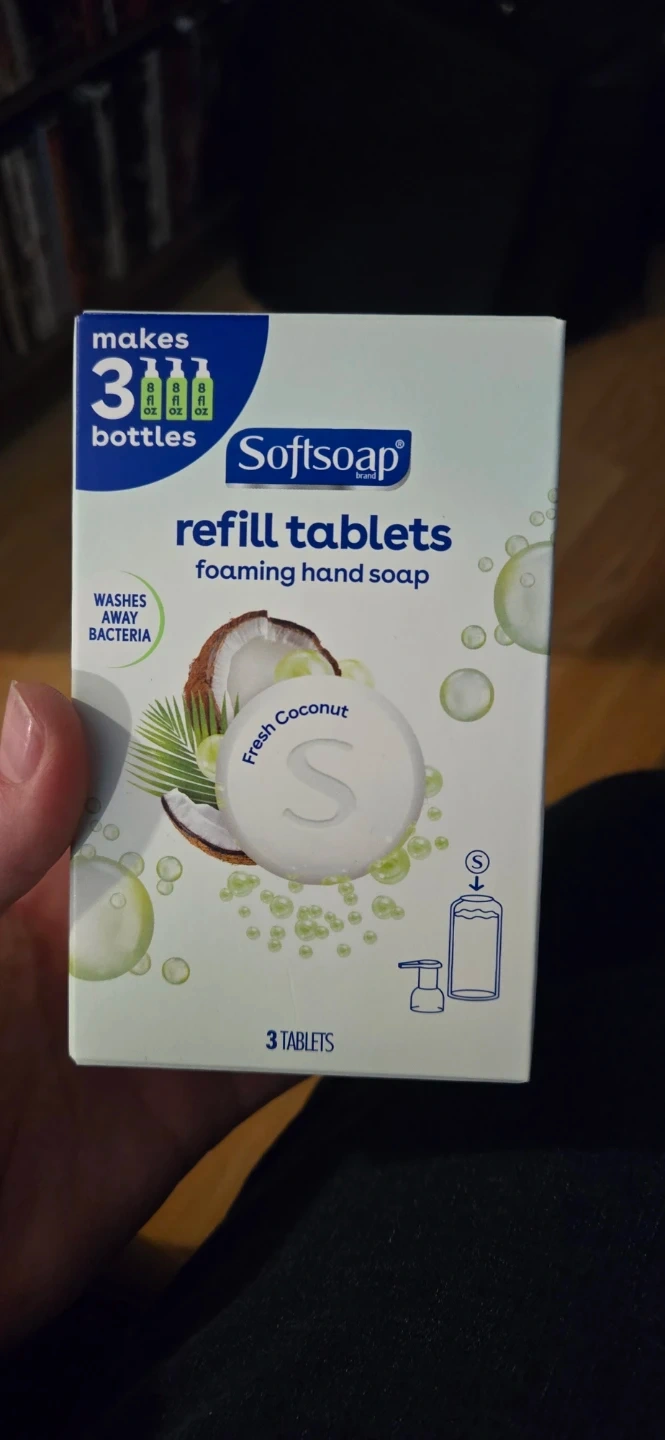 makes
3
8 fl oz 8 fl oz 8 fl oz
bottles
Softsoap®
brand
refill tablets
foaming hand soap
WASHES
AWAY
BACTERIA
Fresh Coconut
S
S
3 TABLETS